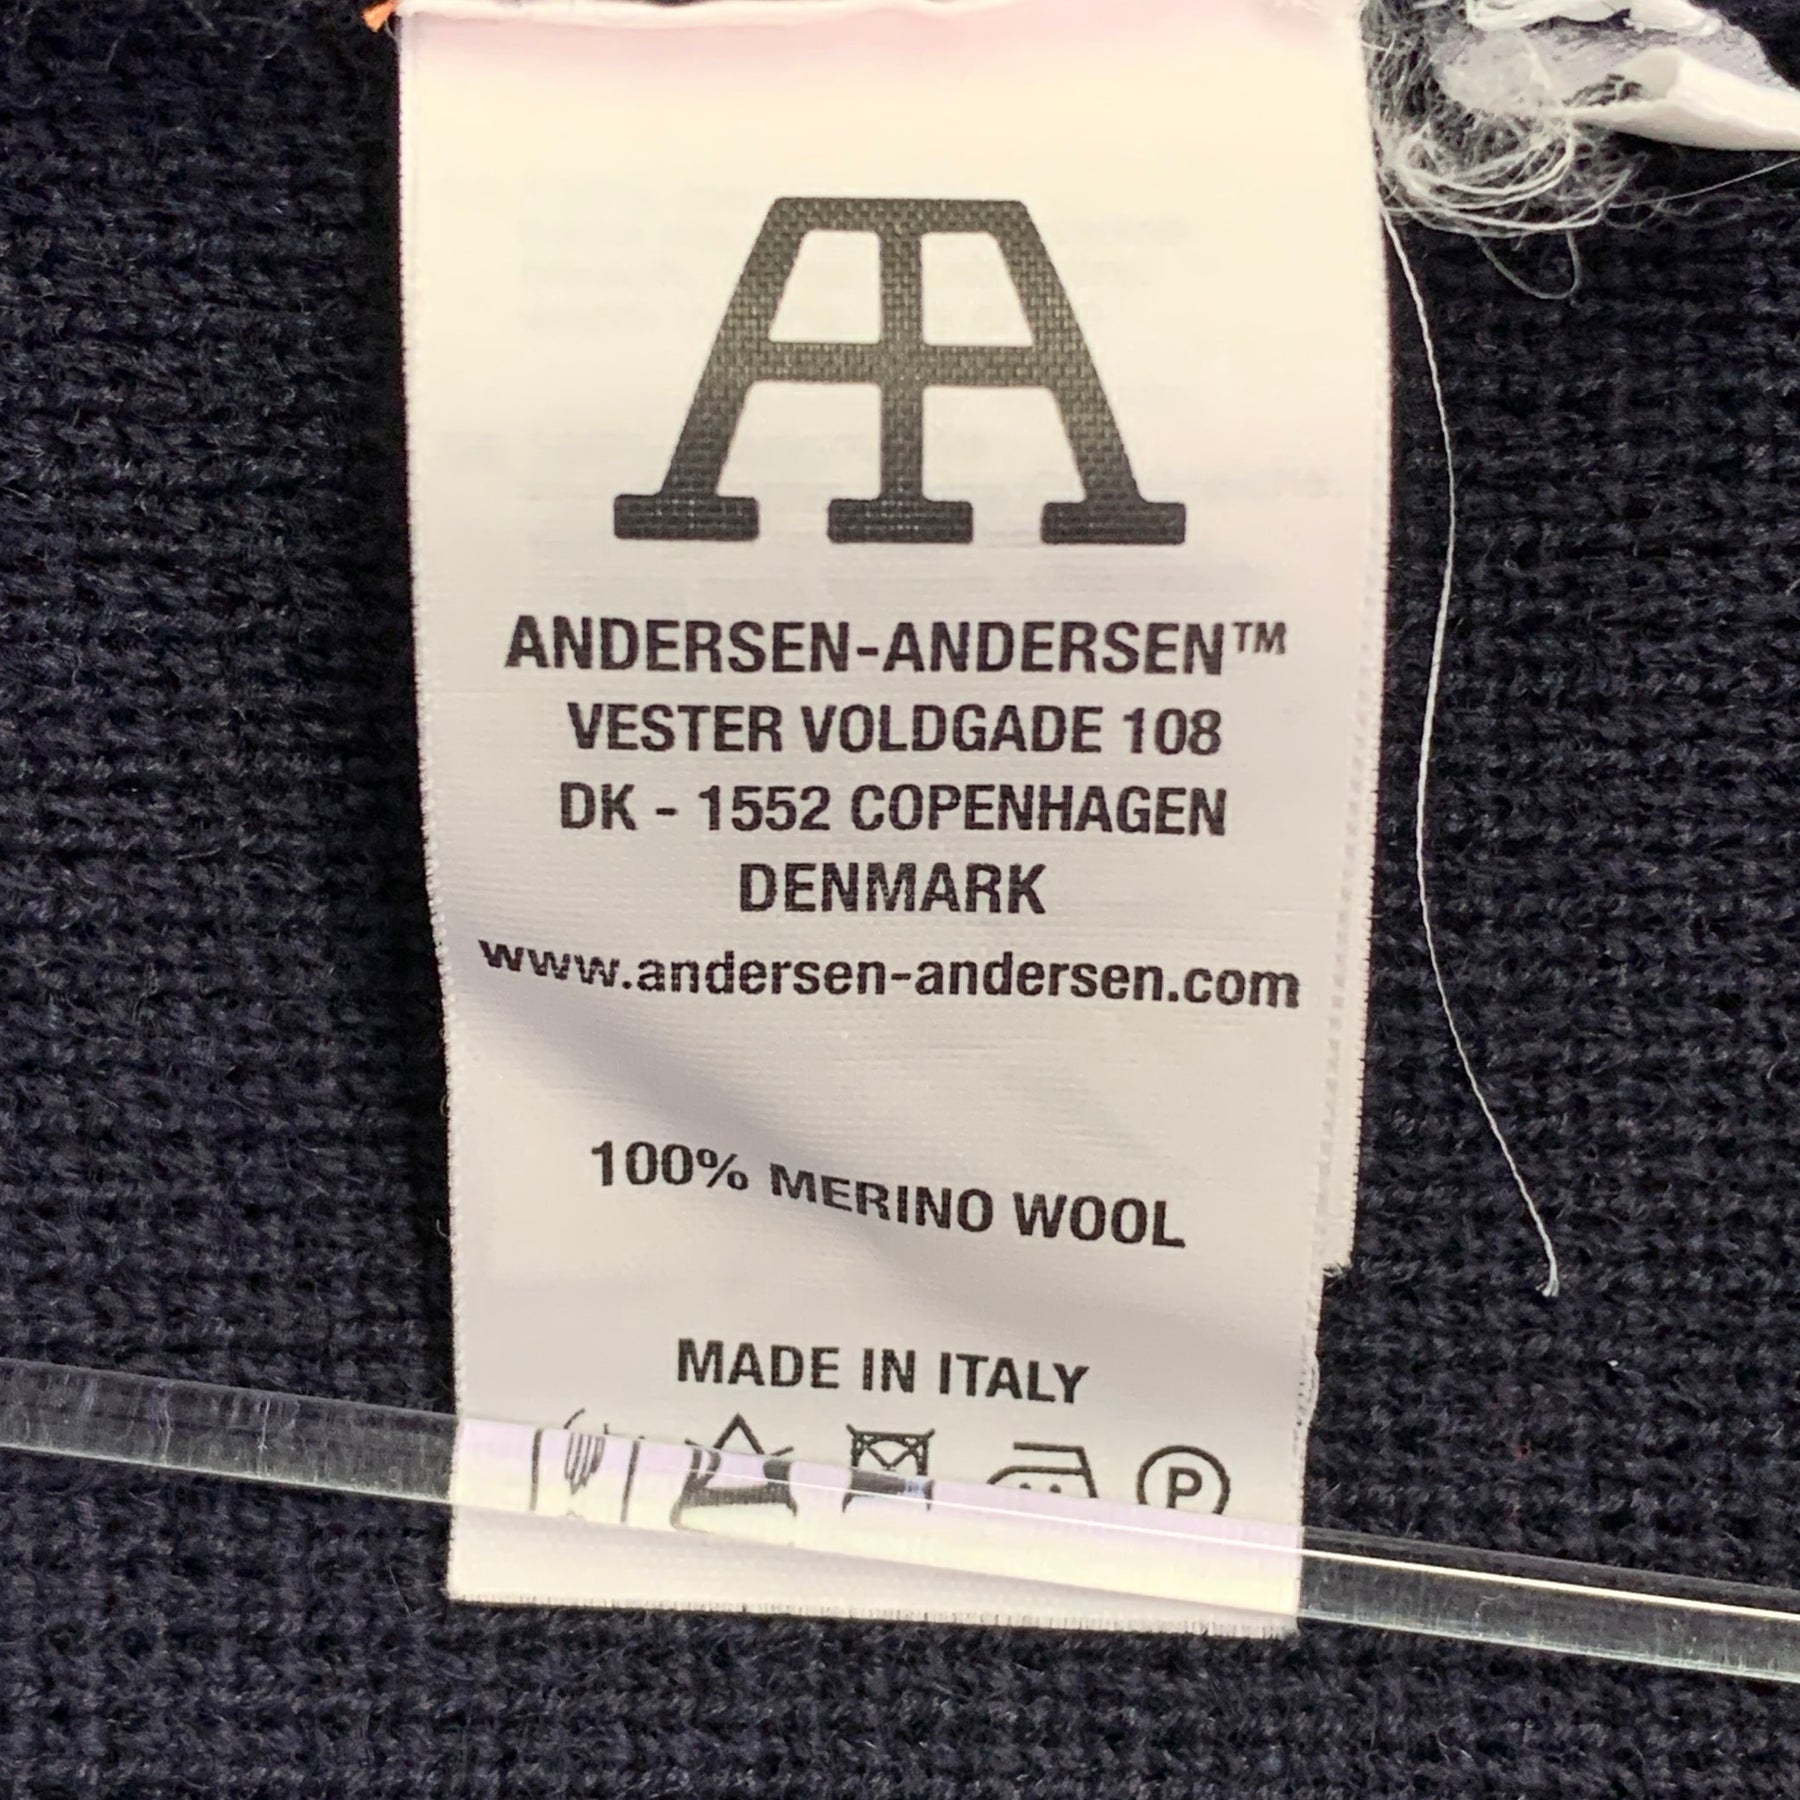 ANDERSEN-ANDERSEN™
VESTER VOLDGADE 108
DK - 1552 COPENHAGEN
DENMARK
www.andersen-andersen.com
100% MERINO WOOL
MADE IN ITALY
P